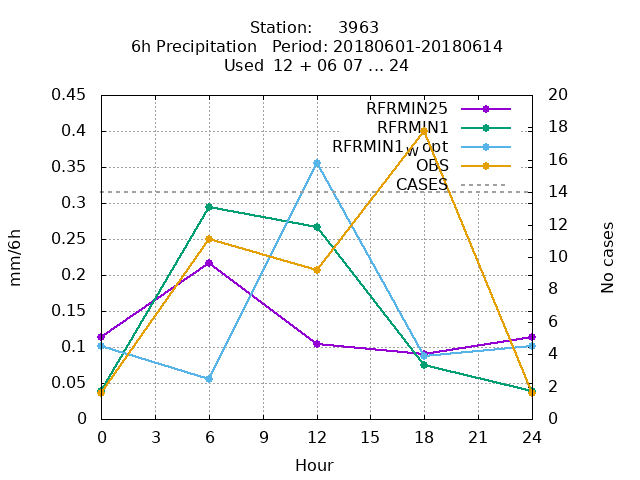 Station:     3963
6h Precipitation   Period: 20180601-20180614
Used  12 + 06 07 ... 24
0.45
0.4
0.35
0.3
0.25
0.2
0.15
0.1
0.05
0
20
18
16
14
12
10
8
6
4
2
0
RFRMIN25
RFRMIN1
RFRMIN1w opt
OBS
CASES
mm/6h
No cases
0 3 6 9 12 15 18 21 24
Hour